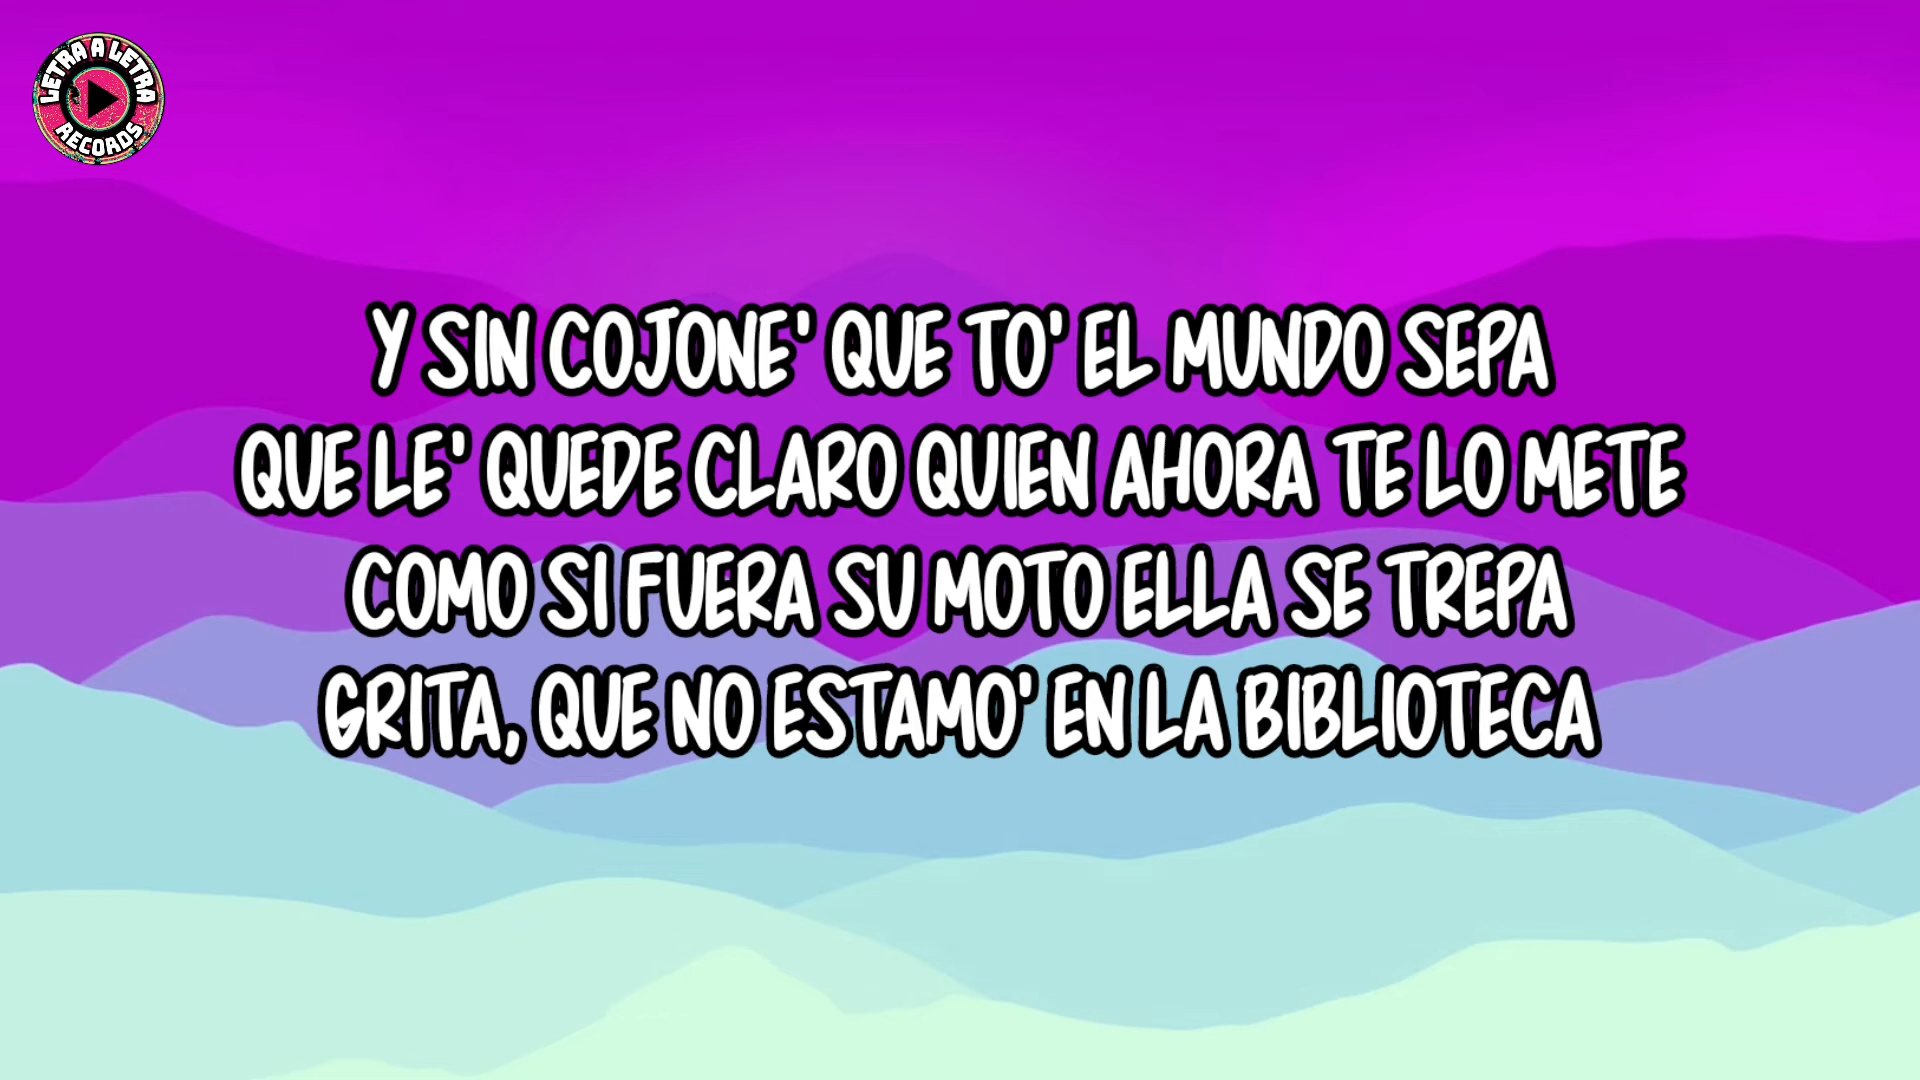 LETRA A LETRA
RECORDS
Y SIN COJONE' QUE TO' EL MUNDO SEPA
QUE LE' QUEDE CLARO QUIEN AHORA TE LO METE
COMO SI FUERA SU MOTO ELLA SE TREPA
GRITA, QUE NO ESTAMO' EN LA BIBLIOTECA